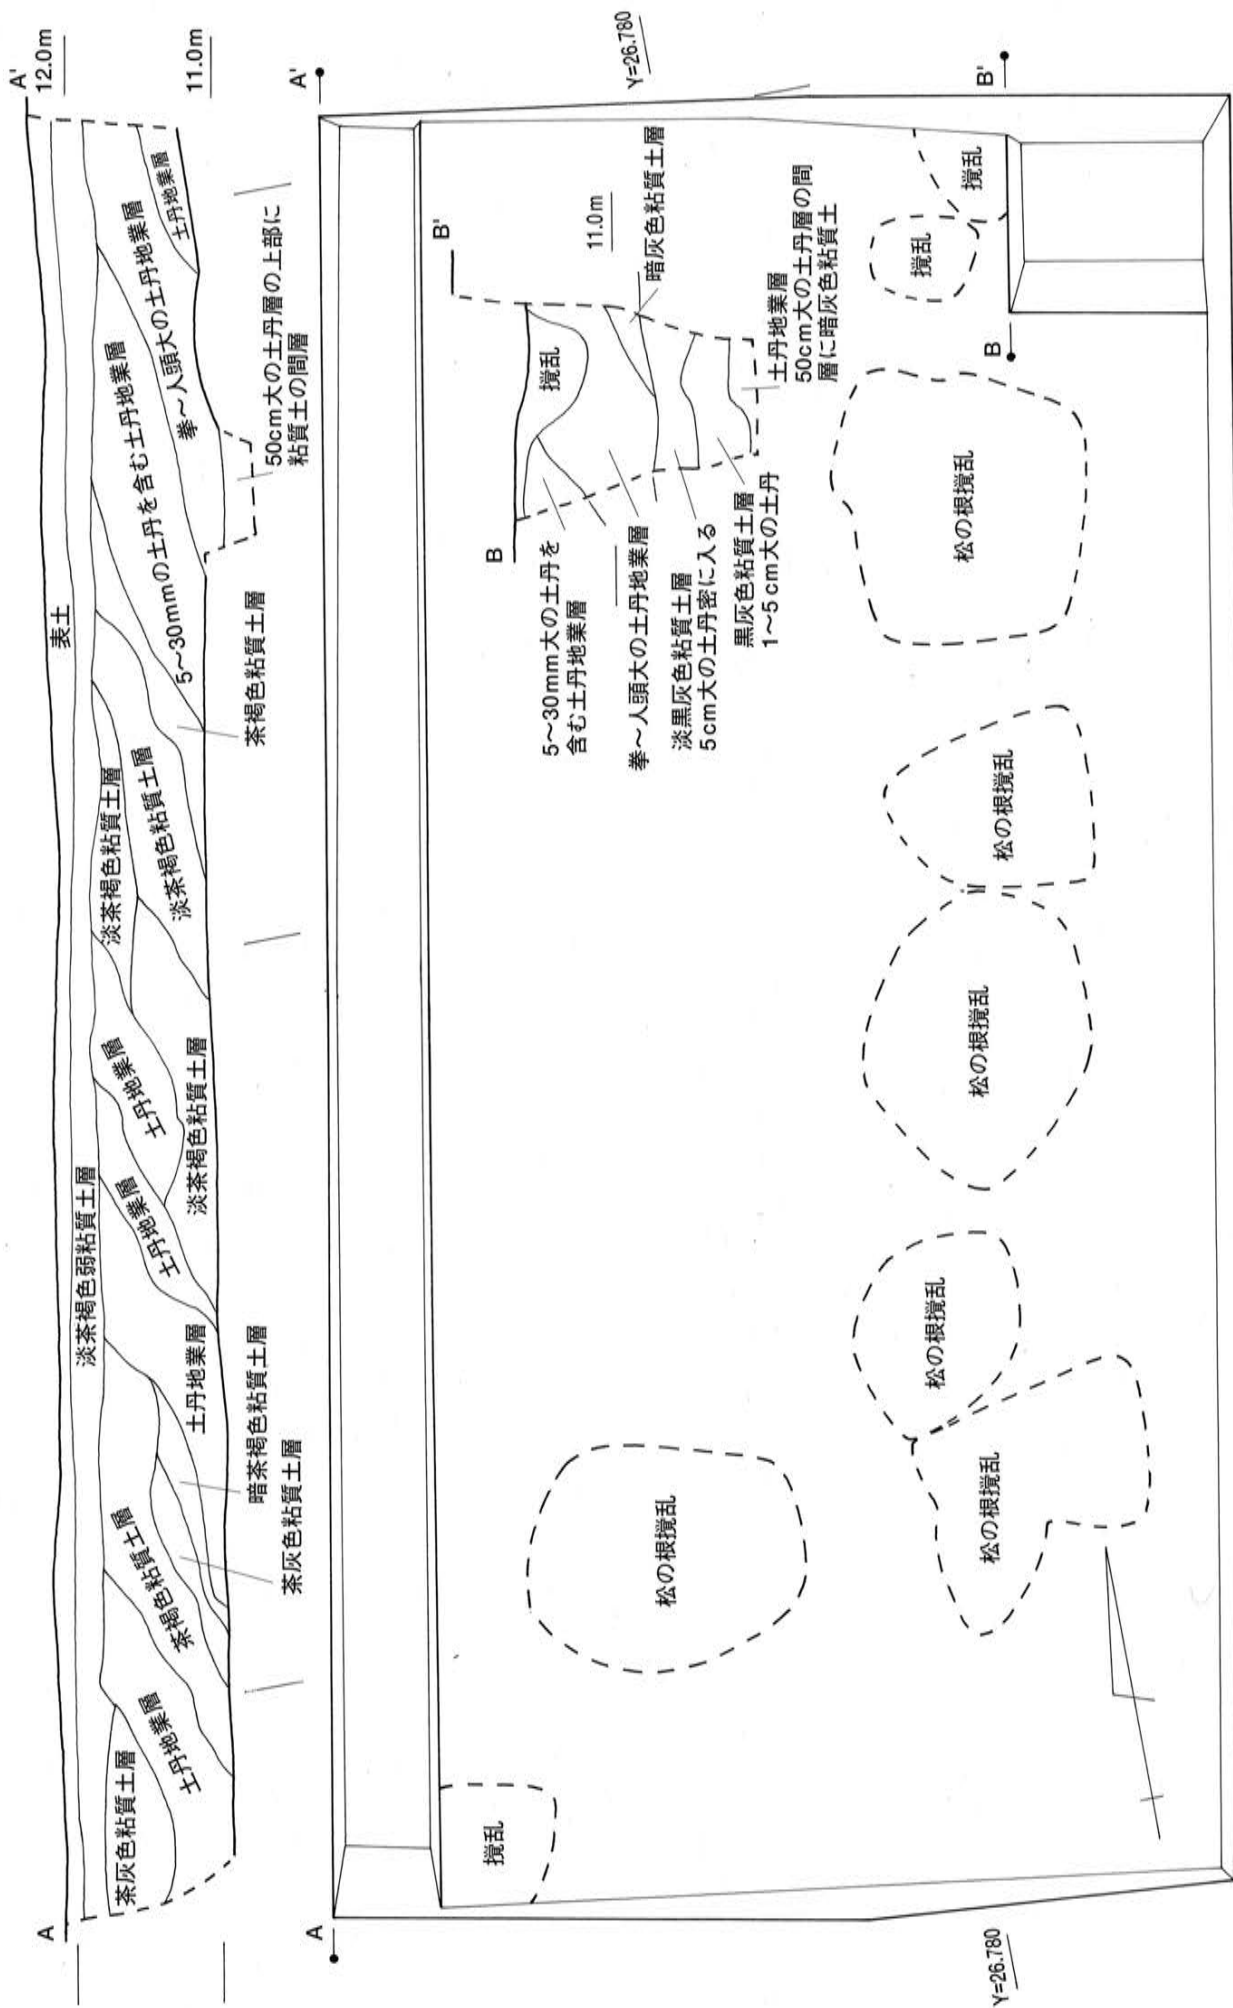 A
A'
12.0m
11.0m
表土
淡茶褐色弱粘質土層
茶灰色粘質土層
土丹地業層
茶褐色粘質土層
茶灰色粘質土層
暗茶褐色粘質土層
土丹地業層
土丹地業層
土丹地業層
淡茶褐色粘質土層
淡茶褐色粘質土層
淡茶褐色粘質土層
茶褐色粘質土層
5〜30mmの土丹を含む土丹地業層
拳〜人頭大の土丹地業層
土丹地業層
50cm大の土丹層の上部に
粘質土の間層
A
A'
Y=26.780
B
B'
11.0m
攪乱
暗灰色粘質土層
5〜30mm大の土丹を
含む土丹地業層
拳〜人頭大の土丹地業層
淡黒灰色粘質土層
5cm大の土丹密に入る
黒灰色粘質土層
1〜5cm大の土丹
土丹地業層
50cm大の土丹層の間
層に暗灰色粘質土
攪乱
松の根攪乱
松の根攪乱
松の根攪乱
松の根攪乱
松の根攪乱
松の根攪乱
攪乱
攪乱
B
B'
Y=26.780